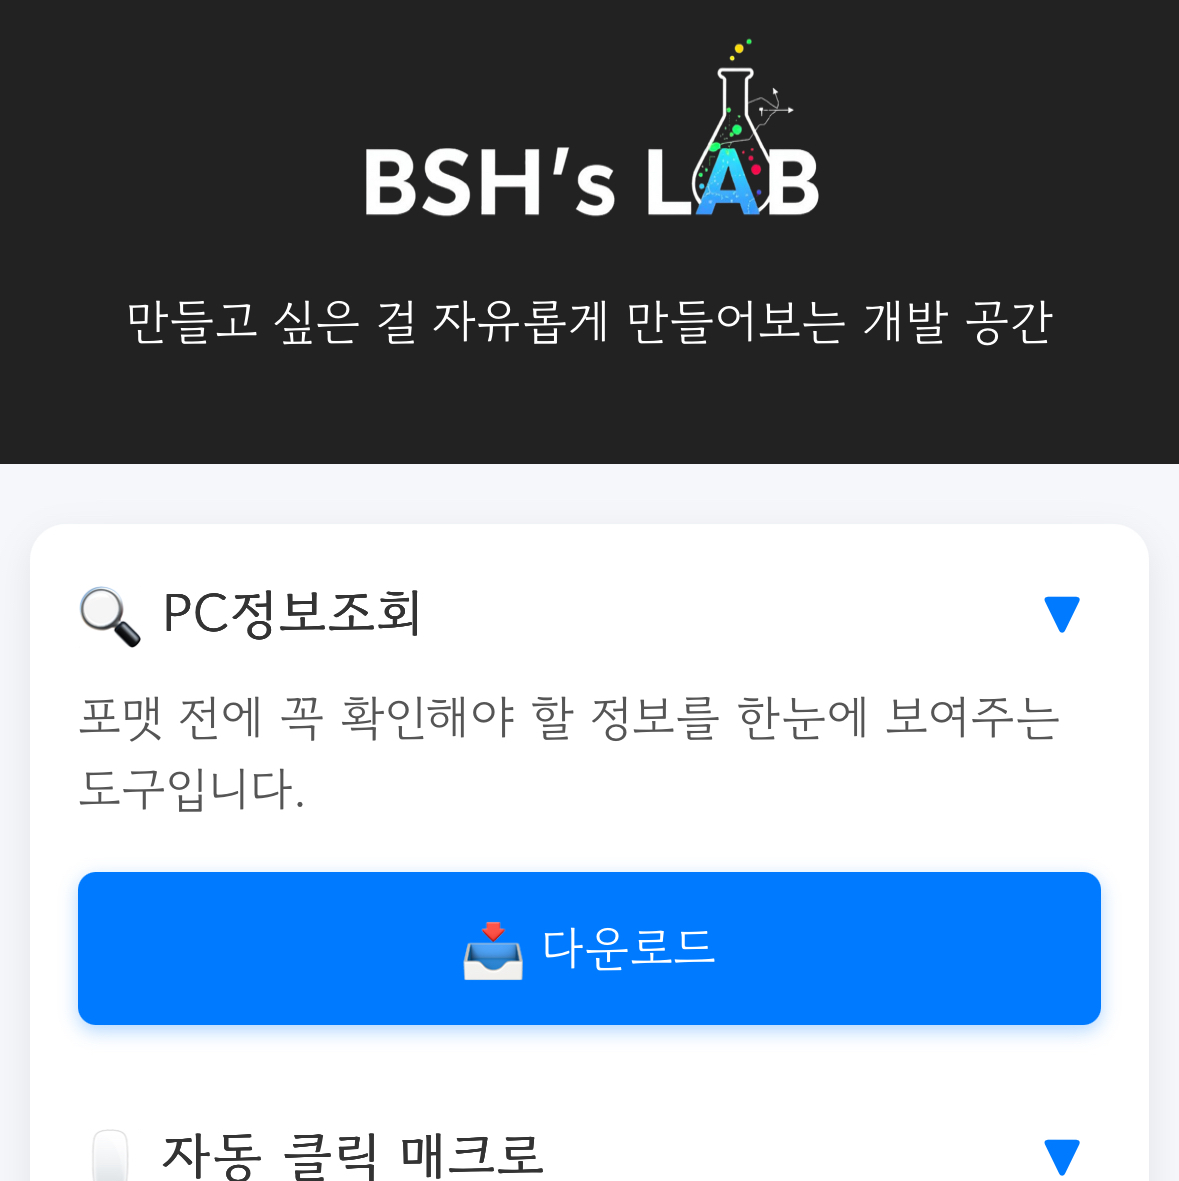 BSH's LAB
만들고 싶은 걸 자유롭게 만들어보는 개발 공간
PC정보조회
포맷 전에 꼭 확인해야 할 정보를 한눈에 보여주는
도구입니다.
다운로드
자동 클릭 매크로